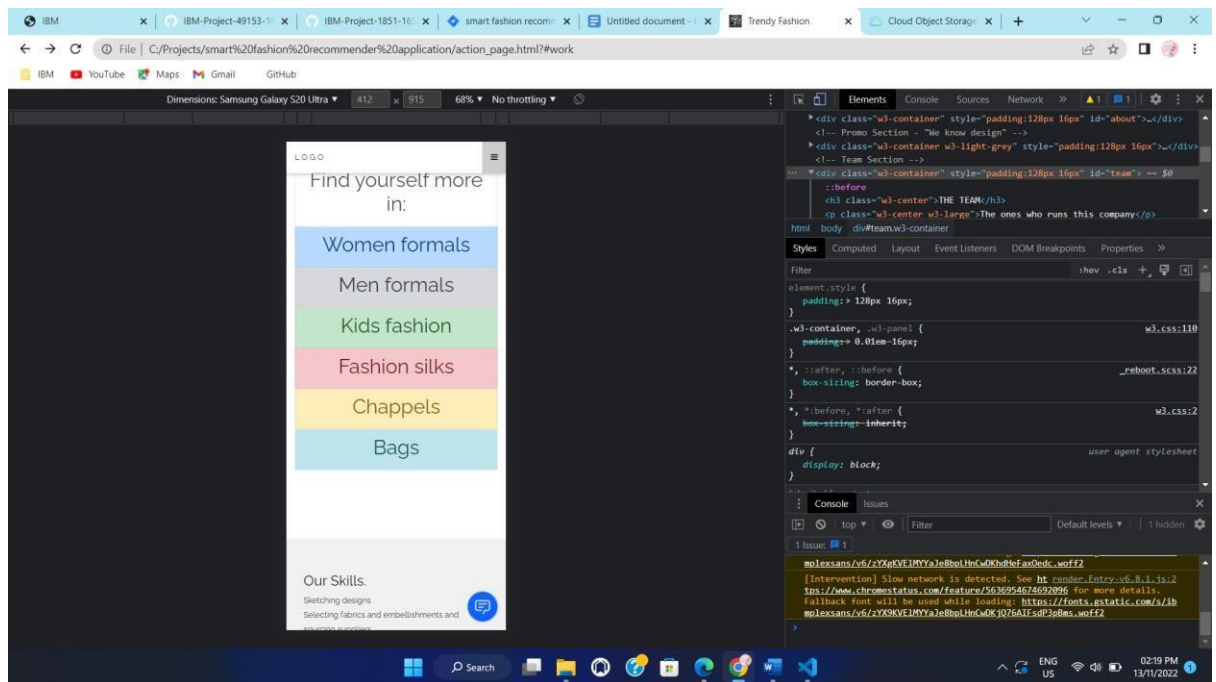 IBM
IBM-Project-49153-1
IBM-Project-1851-16
smart fashion recom
Untitled document -
Trendy Fashion
Cloud Object Storage
File | C:/Projects/smart%20fashion%20recommender%20application/action_page.html?#work
IBM YouTube Maps Gmail GitHub
Dimensions: Samsung Galaxy S20 Ultra ▼ 412 × 915 68% ▼ No throttling ▼
LOGO
Find yourself more
in:
Women formals
Men formals
Kids fashion
Fashion silks
Chappels
Bags
Our Skills.
Sketching designs
Selecting fabrics and embellishments and
sourcing suppliers
Elements Console Sources Network » 1 1
<div class="w3-container" style="padding:128px 16px" id="about">…</div>
<!-- Promo Section - "We know design" -->
<div class="w3-container w3-light-grey" style="padding:128px 16px">…</div>
<!-- Team Section -->
<div class="w3-container" style="padding:128px 16px" id="team"> == $0
::before
<h3 class="w3-center">THE TEAM</h3>
<p class="w3-center w3-large">The ones who runs this company</p>
html body div#team.w3-container
Styles Computed Layout Event Listeners DOM Breakpoints Properties »
Filter :hov .cls +
element.style {
padding: 128px 16px;
}
.w3-container, .w3-panel { w3.css:110
padding: 0.01em 16px;
}
*, ::after, ::before { _reboot.scss:22
box-sizing: border-box;
}
*, *:before, *:after { w3.css:2
box-sizing: inherit;
}
div { user agent stylesheet
display: block;
}
Console Issues
top ▼ Filter Default levels ▼ 1 hidden
1 Issue: 1
mplexsans/v6/zYXgKVElMYYaJe8bpLHnCwDKhdHeFaxOedc.woff2
[Intervention] Slow network is detected. See ht render.Entry-v6.8.1.js:2
tps://www.chromestatus.com/feature/5636954674692096 for more details.
Fallback font will be used while loading: https://fonts.gstatic.com/s/ib
mplexsans/v6/zYX9KVElMYYaJe8bpLHnCwDKjQ76AIFsdP3pBms.woff2
Search
ENG
US
02:19 PM
13/11/2022
1